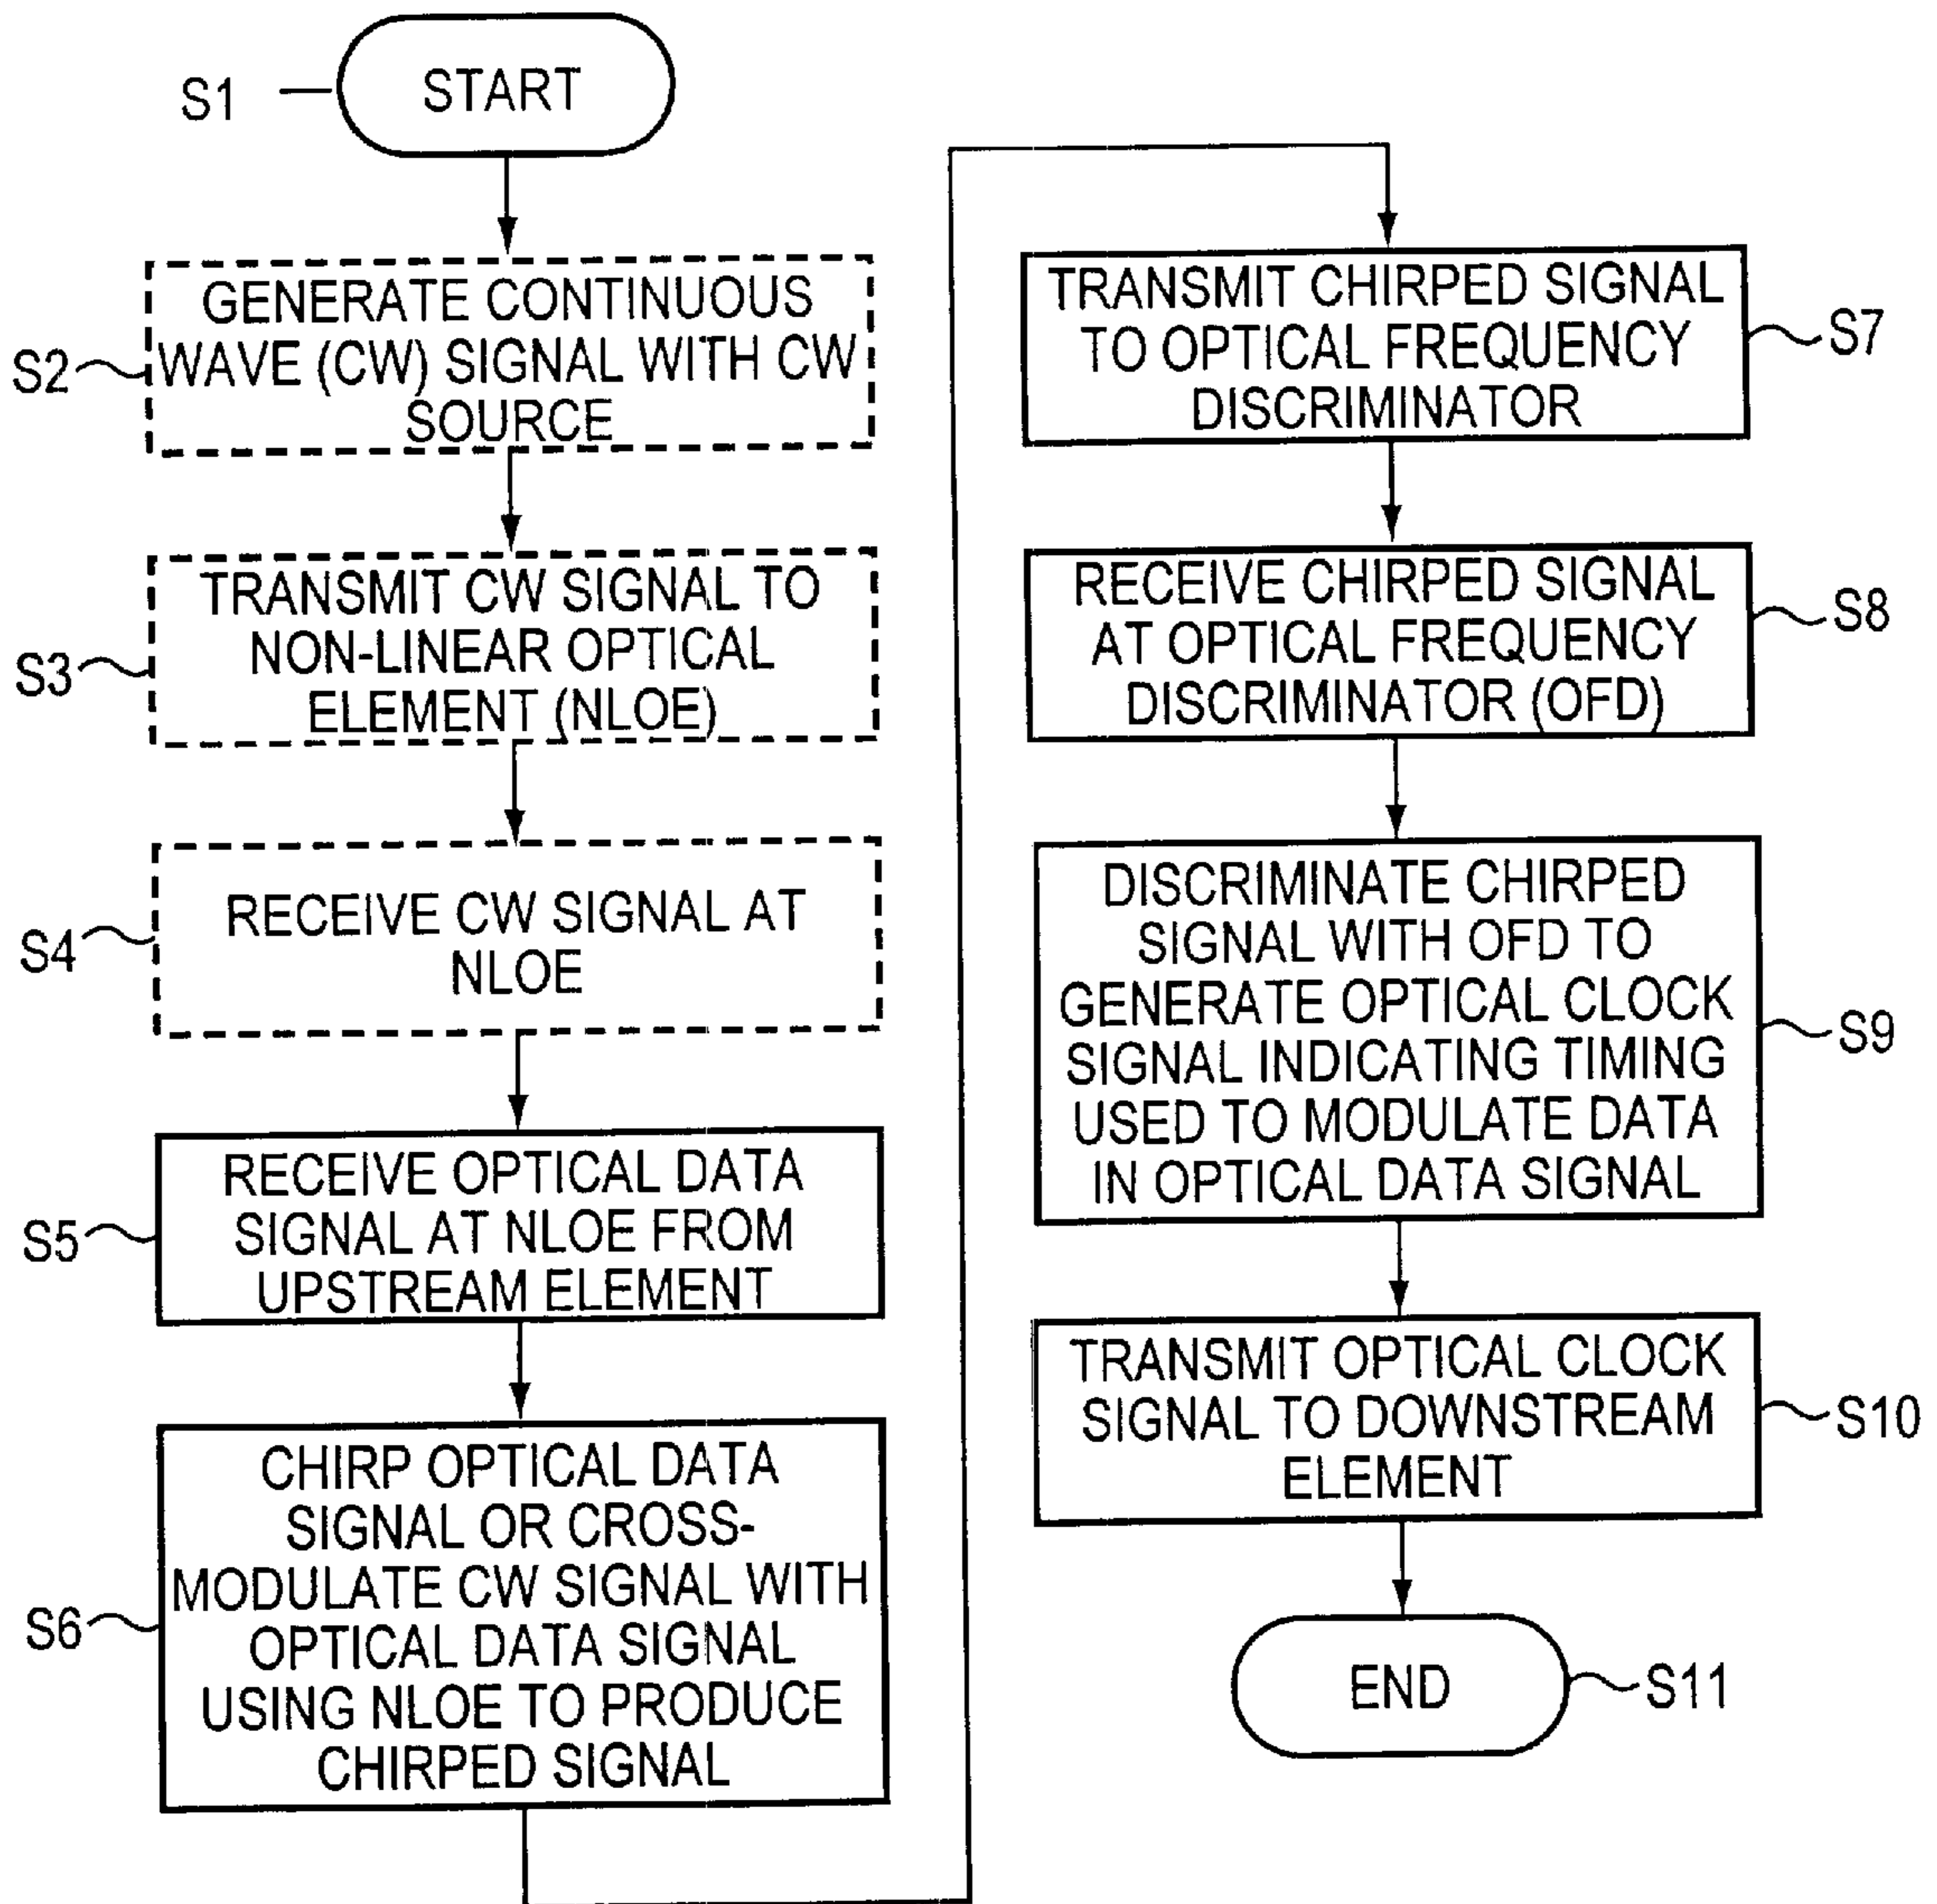 S1
START
S2
GENERATE CONTINUOUS
WAVE (CW) SIGNAL WITH CW
SOURCE
S3
TRANSMIT CW SIGNAL TO
NON-LINEAR OPTICAL
ELEMENT (NLOE)
S4
RECEIVE CW SIGNAL AT
NLOE
S5
RECEIVE OPTICAL DATA
SIGNAL AT NLOE FROM
UPSTREAM ELEMENT
S6
CHIRP OPTICAL DATA
SIGNAL OR CROSS-
MODULATE CW SIGNAL WITH
OPTICAL DATA SIGNAL
USING NLOE TO PRODUCE
CHIRPED SIGNAL
TRANSMIT CHIRPED SIGNAL
TO OPTICAL FREQUENCY
DISCRIMINATOR
S7
RECEIVE CHIRPED SIGNAL
AT OPTICAL FREQUENCY
DISCRIMINATOR (OFD)
S8
DISCRIMINATE CHIRPED
SIGNAL WITH OFD TO
GENERATE OPTICAL CLOCK
SIGNAL INDICATING TIMING
USED TO MODULATE DATA
IN OPTICAL DATA SIGNAL
S9
TRANSMIT OPTICAL CLOCK
SIGNAL TO DOWNSTREAM
ELEMENT
S10
END
S11